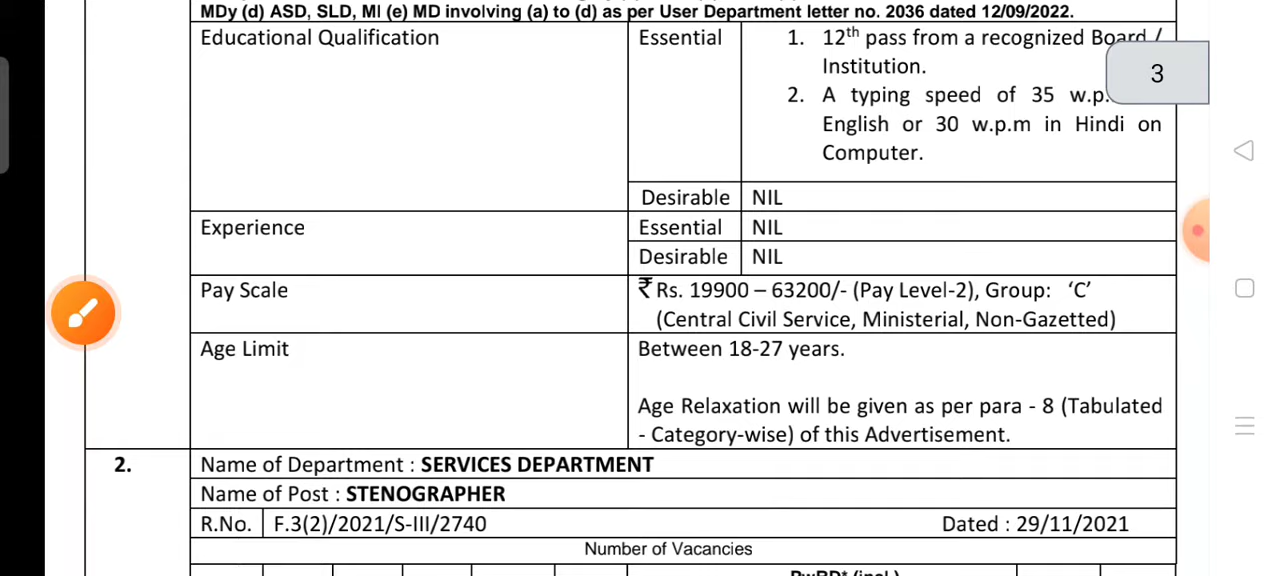 MDy (d) ASD, SLD, MI (e) MD involving (a) to (d) as per User Department letter no. 2036 dated 12/09/2022.
Educational Qualification
Essential
1. 12th pass from a recognized Board /
Institution.
2. A typing speed of 35 w.p.
English or 30 w.p.m in Hindi on
Computer.
3
Desirable NIL
Experience
Essential NIL
Desirable NIL
Pay Scale
₹ Rs. 19900 – 63200/- (Pay Level-2), Group: ‘C’
(Central Civil Service, Ministerial, Non-Gazetted)
Age Limit
Between 18-27 years.
Age Relaxation will be given as per para - 8 (Tabulated
- Category-wise) of this Advertisement.
2. Name of Department : SERVICES DEPARTMENT
Name of Post : STENOGRAPHER
R.No. F.3(2)/2021/S-III/2740 Dated : 29/11/2021
Number of Vacancies
PwBD* (incl.)